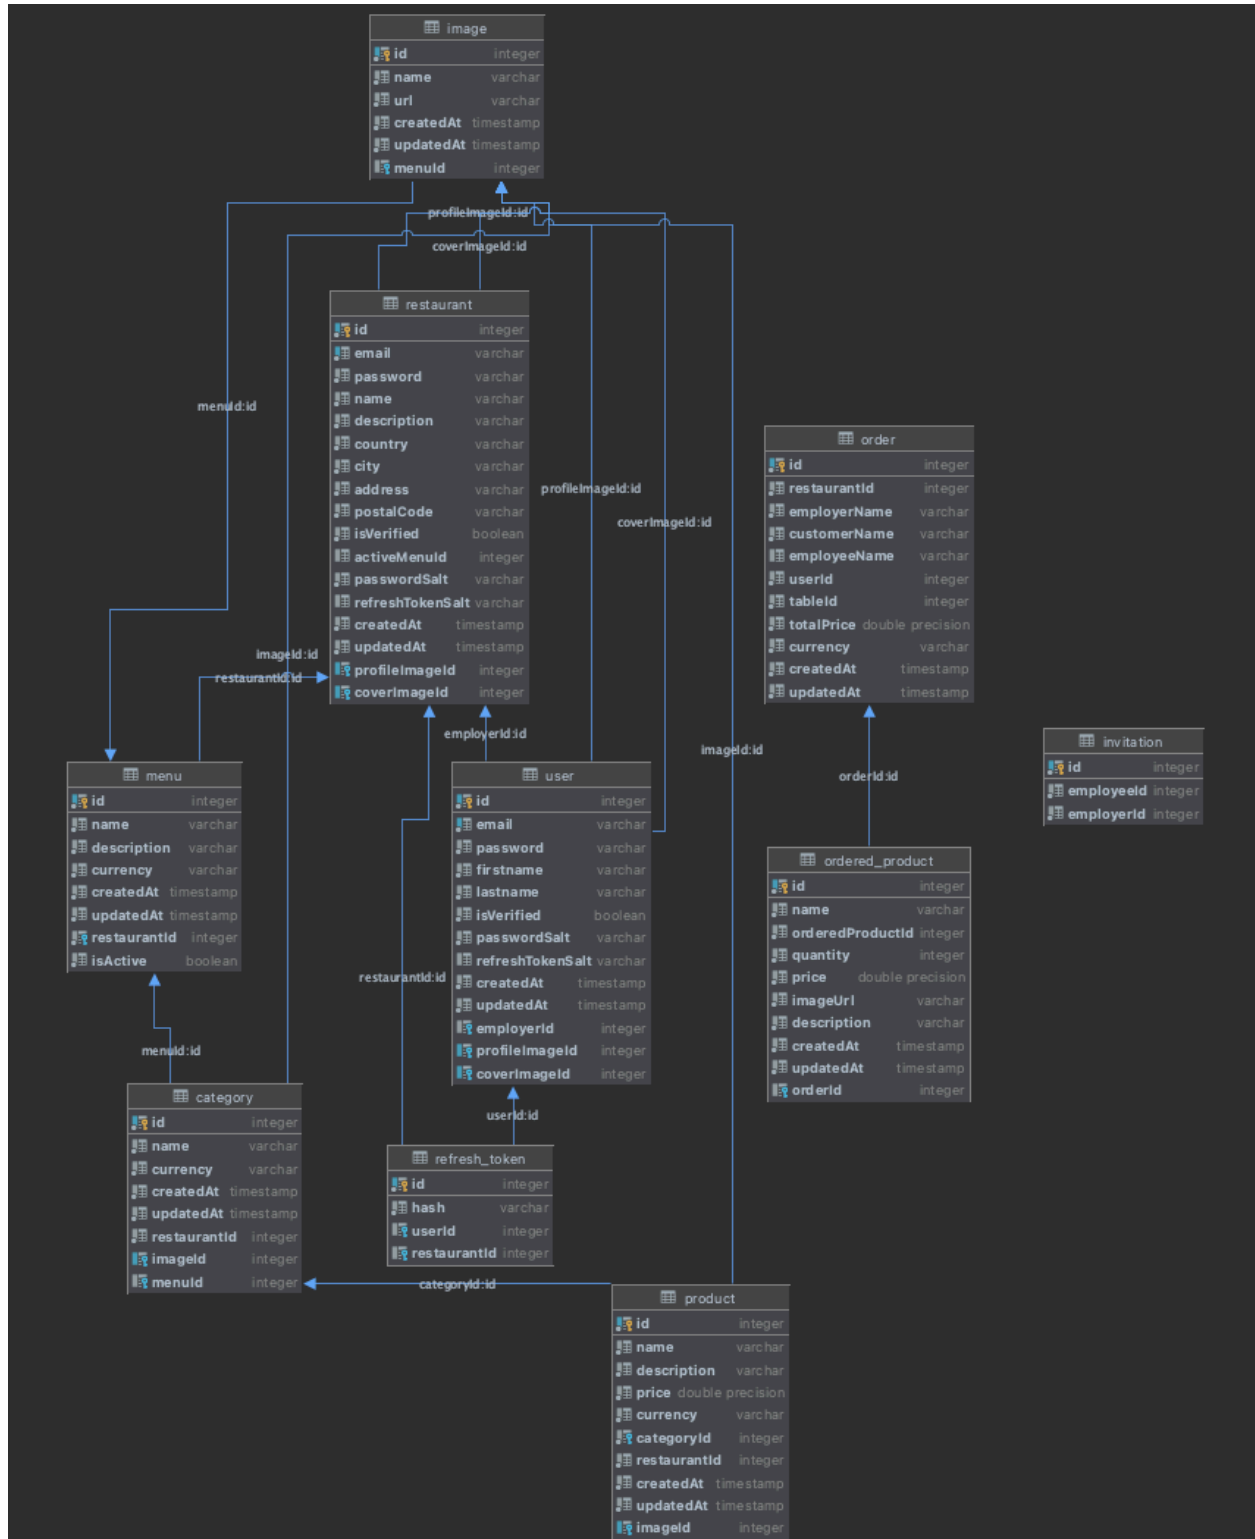 image
id integer
name varchar
url varchar
createdAt timestamp
updatedAt timestamp
menuId integer
profileImageId:id
coverImageId:id
restaurant
id integer
email varchar
password varchar
name varchar
description varchar
country varchar
city varchar
address varchar
postalCode varchar
isVerified boolean
activeMenuId integer
passwordSalt varchar
refreshTokenSalt varchar
createdAt timestamp
updatedAt timestamp
profileImageId integer
coverImageId integer
menuId:id
profileImageId:id
coverImageId:id
order
id integer
restaurantId integer
employerName varchar
customerName varchar
employeeName varchar
userId integer
tableId integer
totalPrice double precision
currency varchar
createdAt timestamp
updatedAt timestamp
imageId:id
restaurantId:id
employerId:id
imageId:id
orderId:id
invitation
id integer
employeeId integer
employerId integer
menu
id integer
name varchar
description varchar
currency varchar
createdAt timestamp
updatedAt timestamp
restaurantId integer
isActive boolean
user
id integer
email varchar
password varchar
firstname varchar
lastname varchar
isVerified boolean
passwordSalt varchar
refreshTokenSalt varchar
createdAt timestamp
updatedAt timestamp
employerId integer
profileImageId integer
coverImageId integer
ordered_product
id integer
name varchar
orderedProductId integer
quantity integer
price double precision
imageUrl varchar
description varchar
createdAt timestamp
updatedAt timestamp
orderId integer
restaurantId:id
menuId:id
userId:id
category
id integer
name varchar
currency varchar
createdAt timestamp
updatedAt timestamp
restaurantId integer
imageId integer
menuId integer
refresh_token
id integer
hash varchar
userId integer
restaurantId integer
categoryId:id
product
id integer
name varchar
description varchar
price double precision
currency varchar
categoryId integer
restaurantId integer
createdAt timestamp
updatedAt timestamp
imageId integer